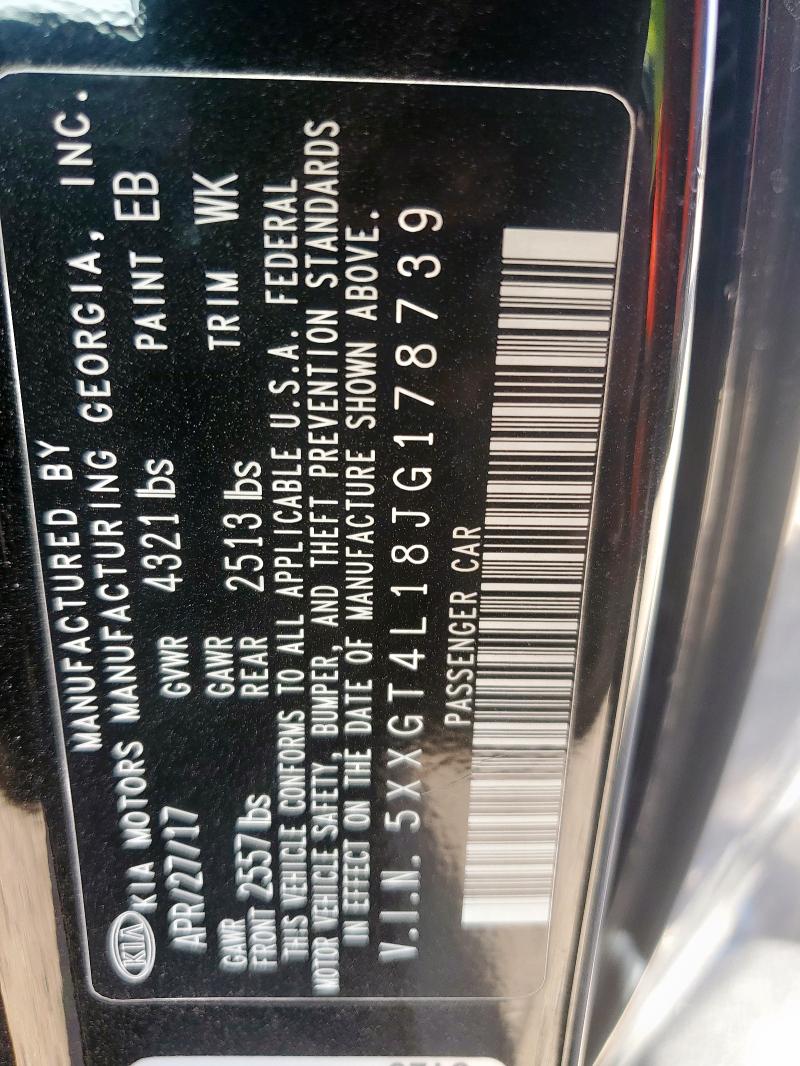 MANUFACTURED BY
KIA KIA MOTORS MANUFACTURING GEORGIA, INC.
APR/27/17 GVWR 4321 lbs PAINT EB
GAWR FRONT 2557 lbs GAWR REAR 2513 lbs TRIM WK
THIS VEHICLE CONFORMS TO ALL APPLICABLE U.S.A. FEDERAL
MOTOR VEHICLE SAFETY, BUMPER, AND THEFT PREVENTION STANDARDS
IN EFFECT ON THE DATE OF MANUFACTURE SHOWN ABOVE.
V.I.N. 5XXGT4L18JG178739
PASSENGER CAR